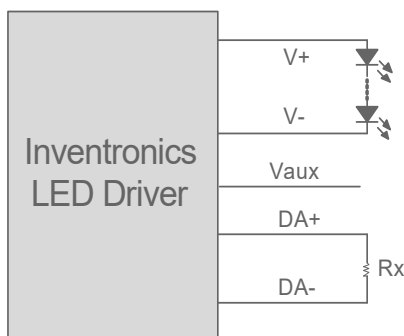 Inventronics
LED Driver
V+
V-
Vaux
DA+
DA-
Rx